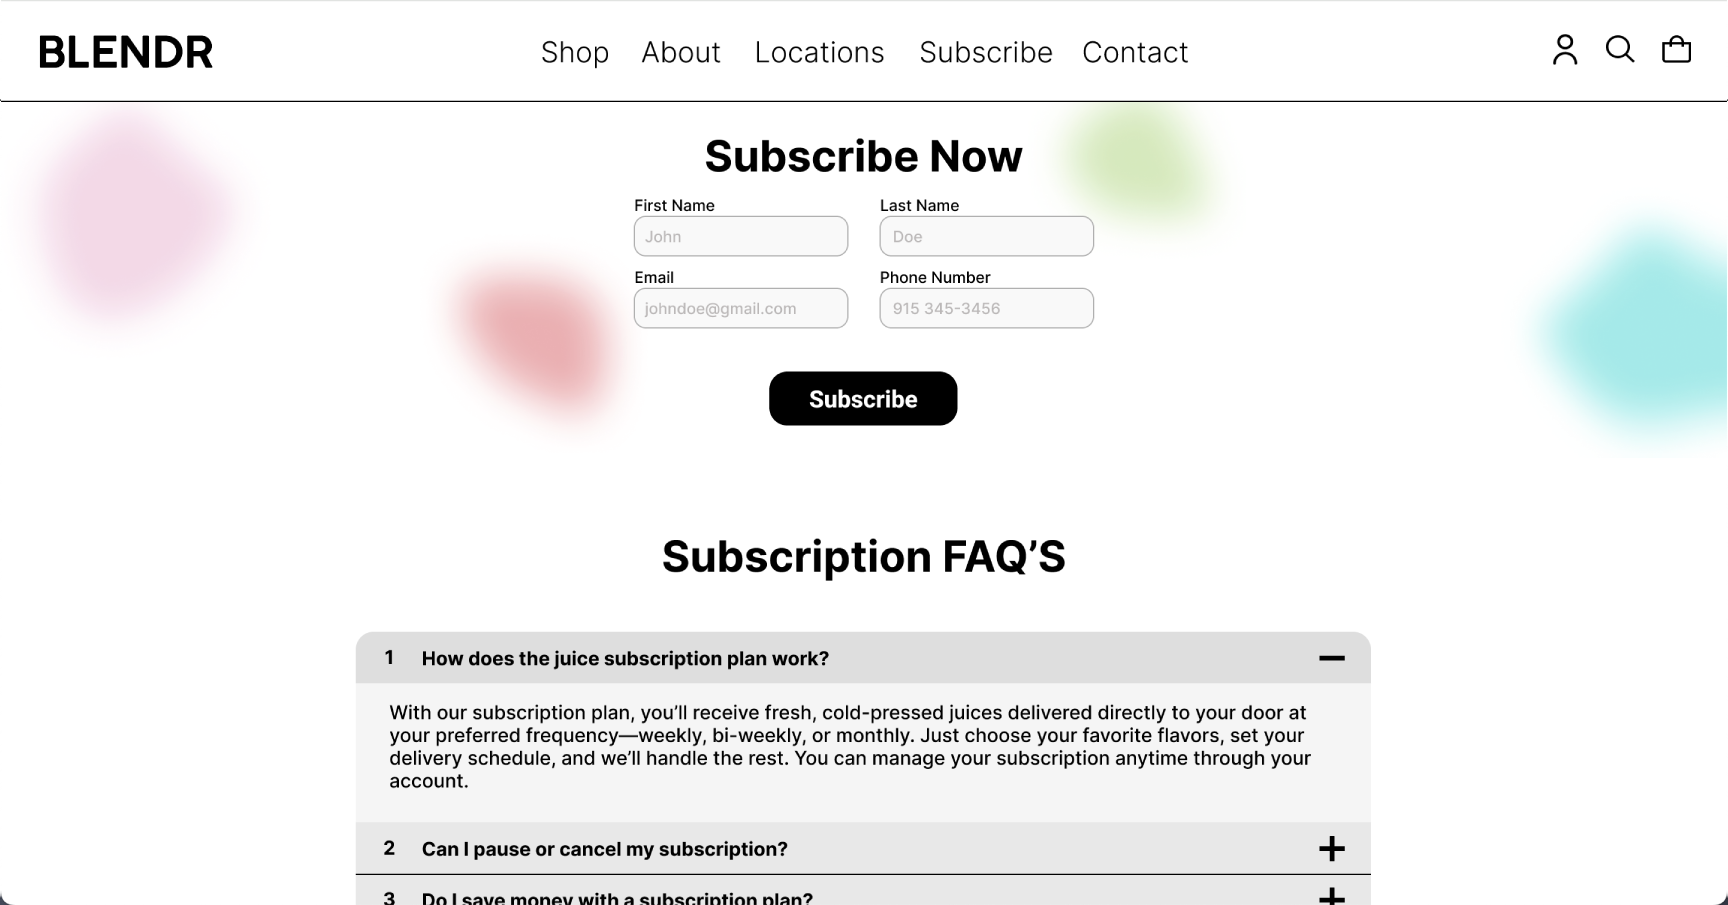 BLENDR
Shop About Locations Subscribe Contact
Subscribe Now
First Name Last Name
John Doe
Email Phone Number
johndoe@gmail.com 915 345-3456
Subscribe
Subscription FAQ’S
1 How does the juice subscription plan work?
With our subscription plan, you’ll receive fresh, cold-pressed juices delivered directly to your door at
your preferred frequency—weekly, bi-weekly, or monthly. Just choose your favorite flavors, set your
delivery schedule, and we’ll handle the rest. You can manage your subscription anytime through your
account.
2 Can I pause or cancel my subscription?
3 Do I save money with a subscription plan?